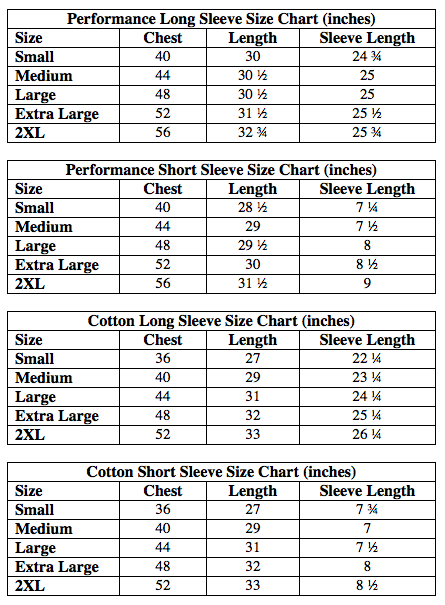 Performance Long Sleeve Size Chart (inches)
Size Chest Length Sleeve Length
Small 40 30 24 ¾
Medium 44 30 ½ 25
Large 48 30 ½ 25
Extra Large 52 31 ½ 25 ½
2XL 56 32 ¾ 25 ¾
Performance Short Sleeve Size Chart (inches)
Size Chest Length Sleeve Length
Small 40 28 ½ 7 ¼
Medium 44 29 7 ½
Large 48 29 ½ 8
Extra Large 52 30 8 ½
2XL 56 31 ½ 9
Cotton Long Sleeve Size Chart (inches)
Size Chest Length Sleeve Length
Small 36 27 22 ¼
Medium 40 29 23 ¼
Large 44 31 24 ¼
Extra Large 48 32 25 ¼
2XL 52 33 26 ¼
Cotton Short Sleeve Size Chart (inches)
Size Chest Length Sleeve Length
Small 36 27 7 ¾
Medium 40 29 7
Large 44 31 7 ½
Extra Large 48 32 8
2XL 52 33 8 ½